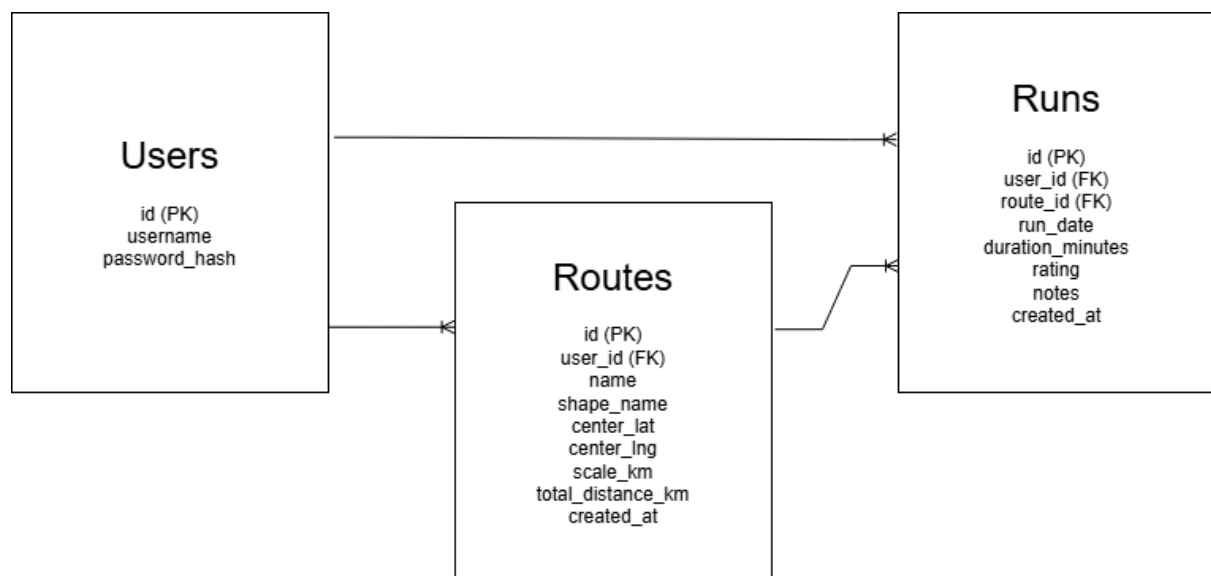 Users
id (PK)
username
password_hash
Routes
id (PK)
user_id (FK)
name
shape_name
center_lat
center_lng
scale_km
total_distance_km
created_at
Runs
id (PK)
user_id (FK)
route_id (FK)
run_date
duration_minutes
rating
notes
created_at